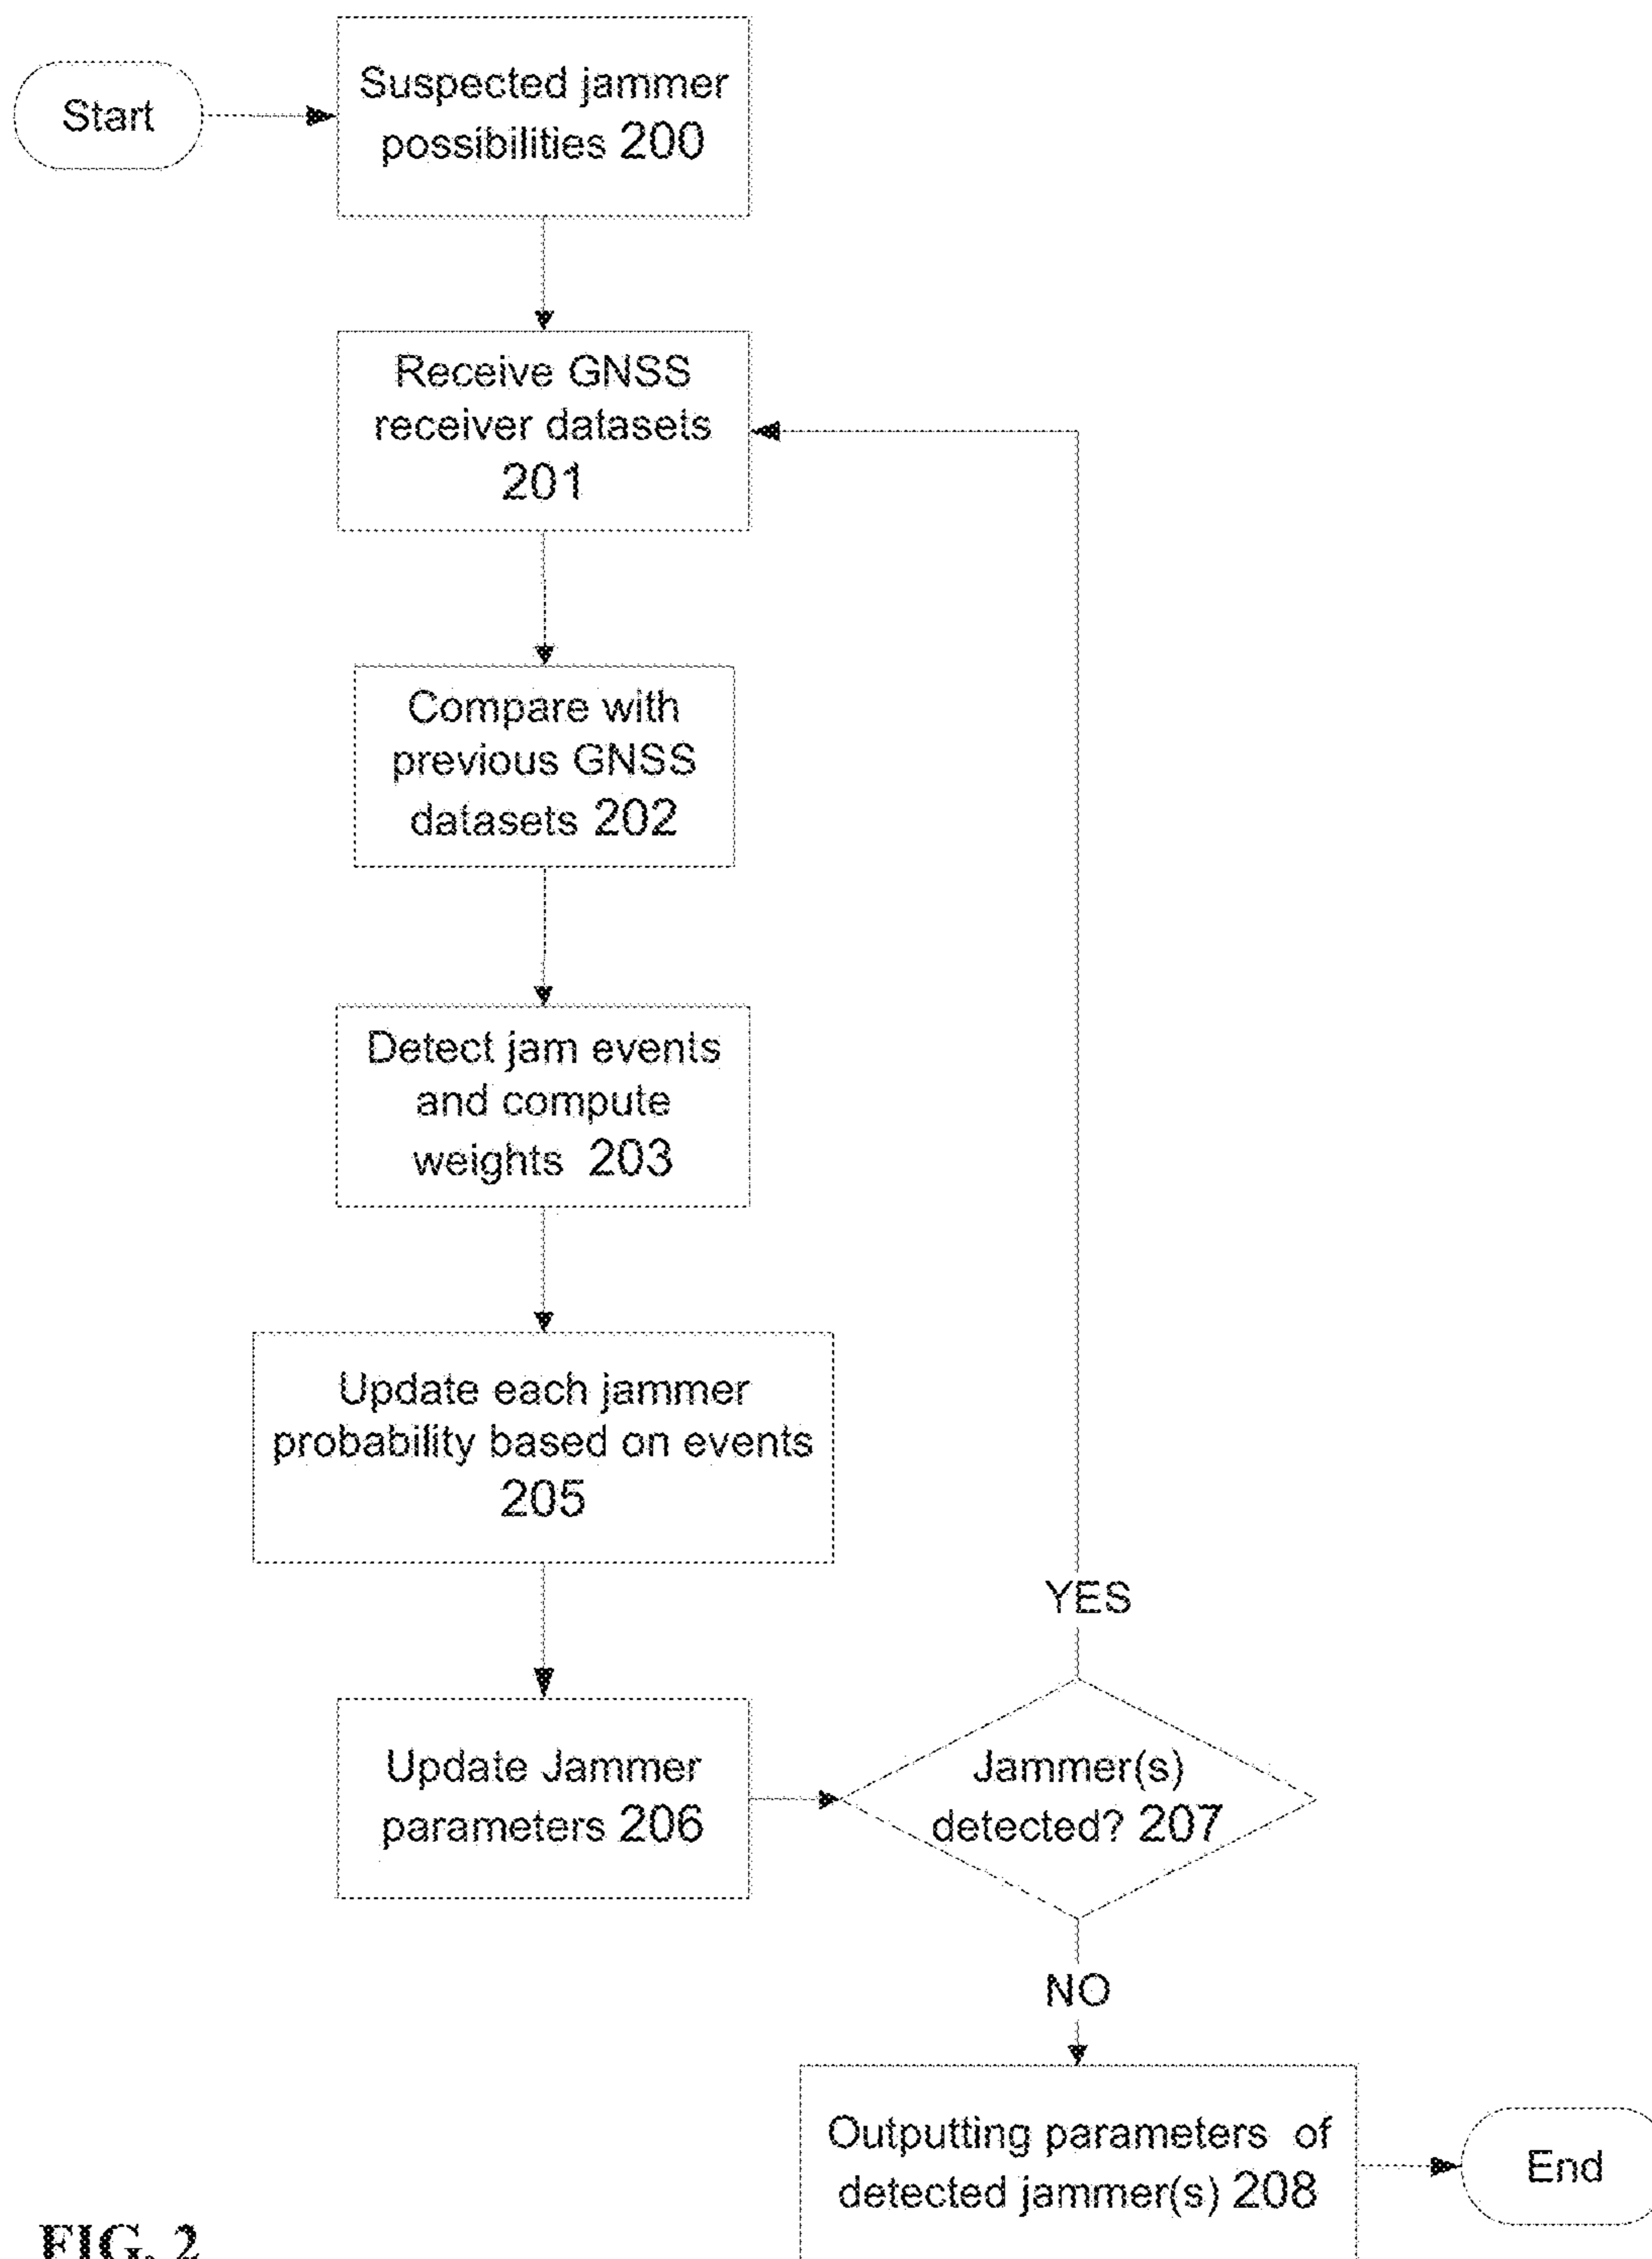 Start
Suspected jammer
possibilities 200
Receive GNSS
receiver datasets
201
Compare with
previous GNSS
datasets 202
Detect jam events
and compute
weights 203
Update each jammer
probability based on events
205
YES
Update Jammer
parameters 206
Jammer(s)
detected? 207
NO
Outputting parameters of
detected jammer(s) 208
End
FIG. 2